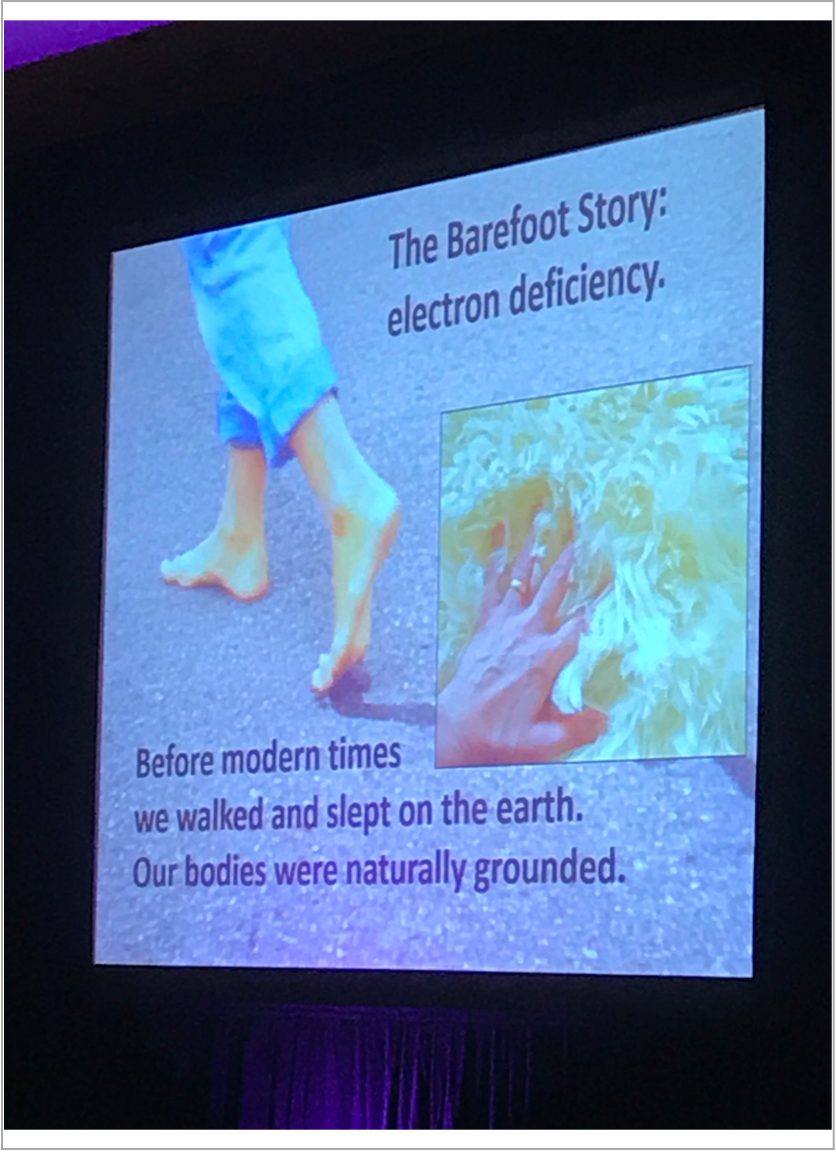 The Barefoot Story:
electron deficiency.
Before modern times
we walked and slept on the earth.
Our bodies were naturally grounded.